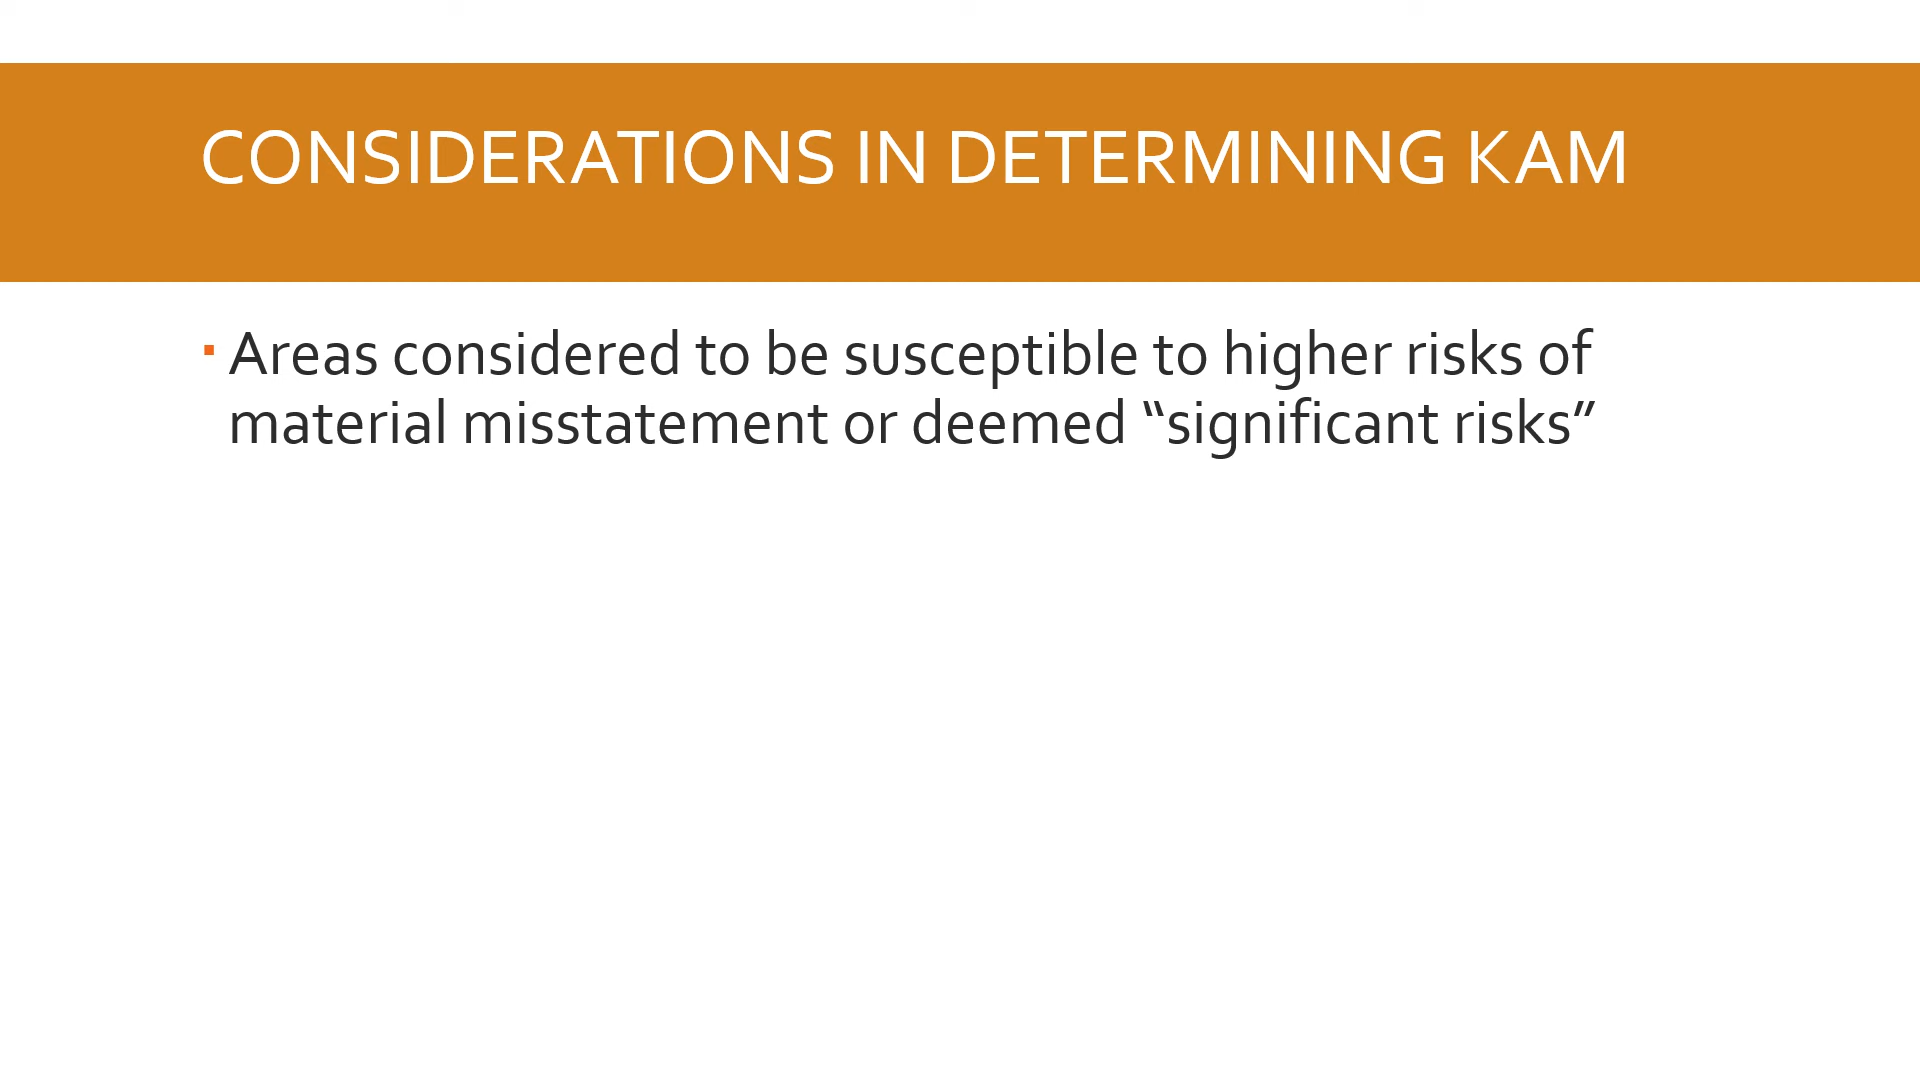 CONSIDERATIONS IN DETERMINING KAM
▪ Areas considered to be susceptible to higher risks of
material misstatement or deemed “significant risks”